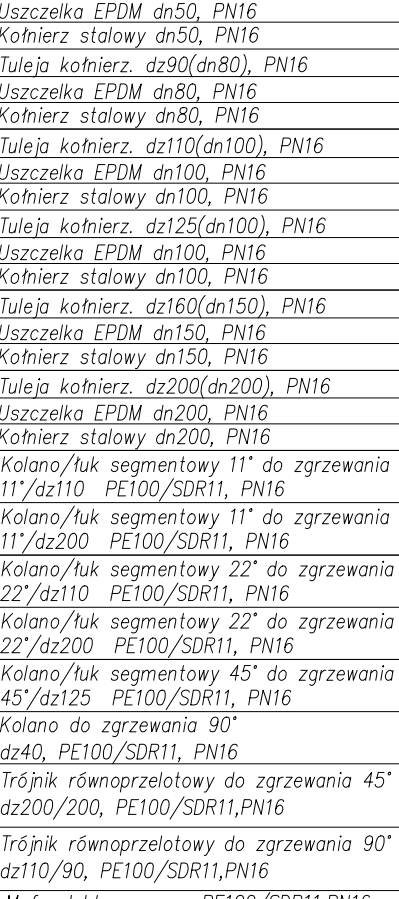 Uszczelka EPDM dn50, PN16
Kołnierz stalowy dn50, PN16
Tuleja kołnierz. dz90(dn80), PN16
Uszczelka EPDM dn80, PN16
Kołnierz stalowy dn80, PN16
Tuleja kołnierz. dz110(dn100), PN16
Uszczelka EPDM dn100, PN16
Kołnierz stalowy dn100, PN16
Tuleja kołnierz. dz125(dn100), PN16
Uszczelka EPDM dn100, PN16
Kołnierz stalowy dn100, PN16
Tuleja kołnierz. dz160(dn150), PN16
Uszczelka EPDM dn150, PN16
Kołnierz stalowy dn150, PN16
Tuleja kołnierz. dz200(dn200), PN16
Uszczelka EPDM dn200, PN16
Kołnierz stalowy dn200, PN16
Kolano/łuk segmentowy 11° do zgrzewania
11°/dz110 PE100/SDR11, PN16
Kolano/łuk segmentowy 11° do zgrzewania
11°/dz200 PE100/SDR11, PN16
Kolano/łuk segmentowy 22° do zgrzewania
22°/dz110 PE100/SDR11, PN16
Kolano/łuk segmentowy 22° do zgrzewania
22°/dz200 PE100/SDR11, PN16
Kolano/łuk segmentowy 45° do zgrzewania
45°/dz125 PE100/SDR11, PN16
Kolano do zgrzewania 90°
dz40, PE100/SDR11, PN16
Trójnik równoprzelotowy do zgrzewania 45°
dz200/200, PE100/SDR11,PN16
Trójnik równoprzelotowy do zgrzewania 90°
dz110/90, PE100/SDR11,PN16
PE100/SDR11,PN16